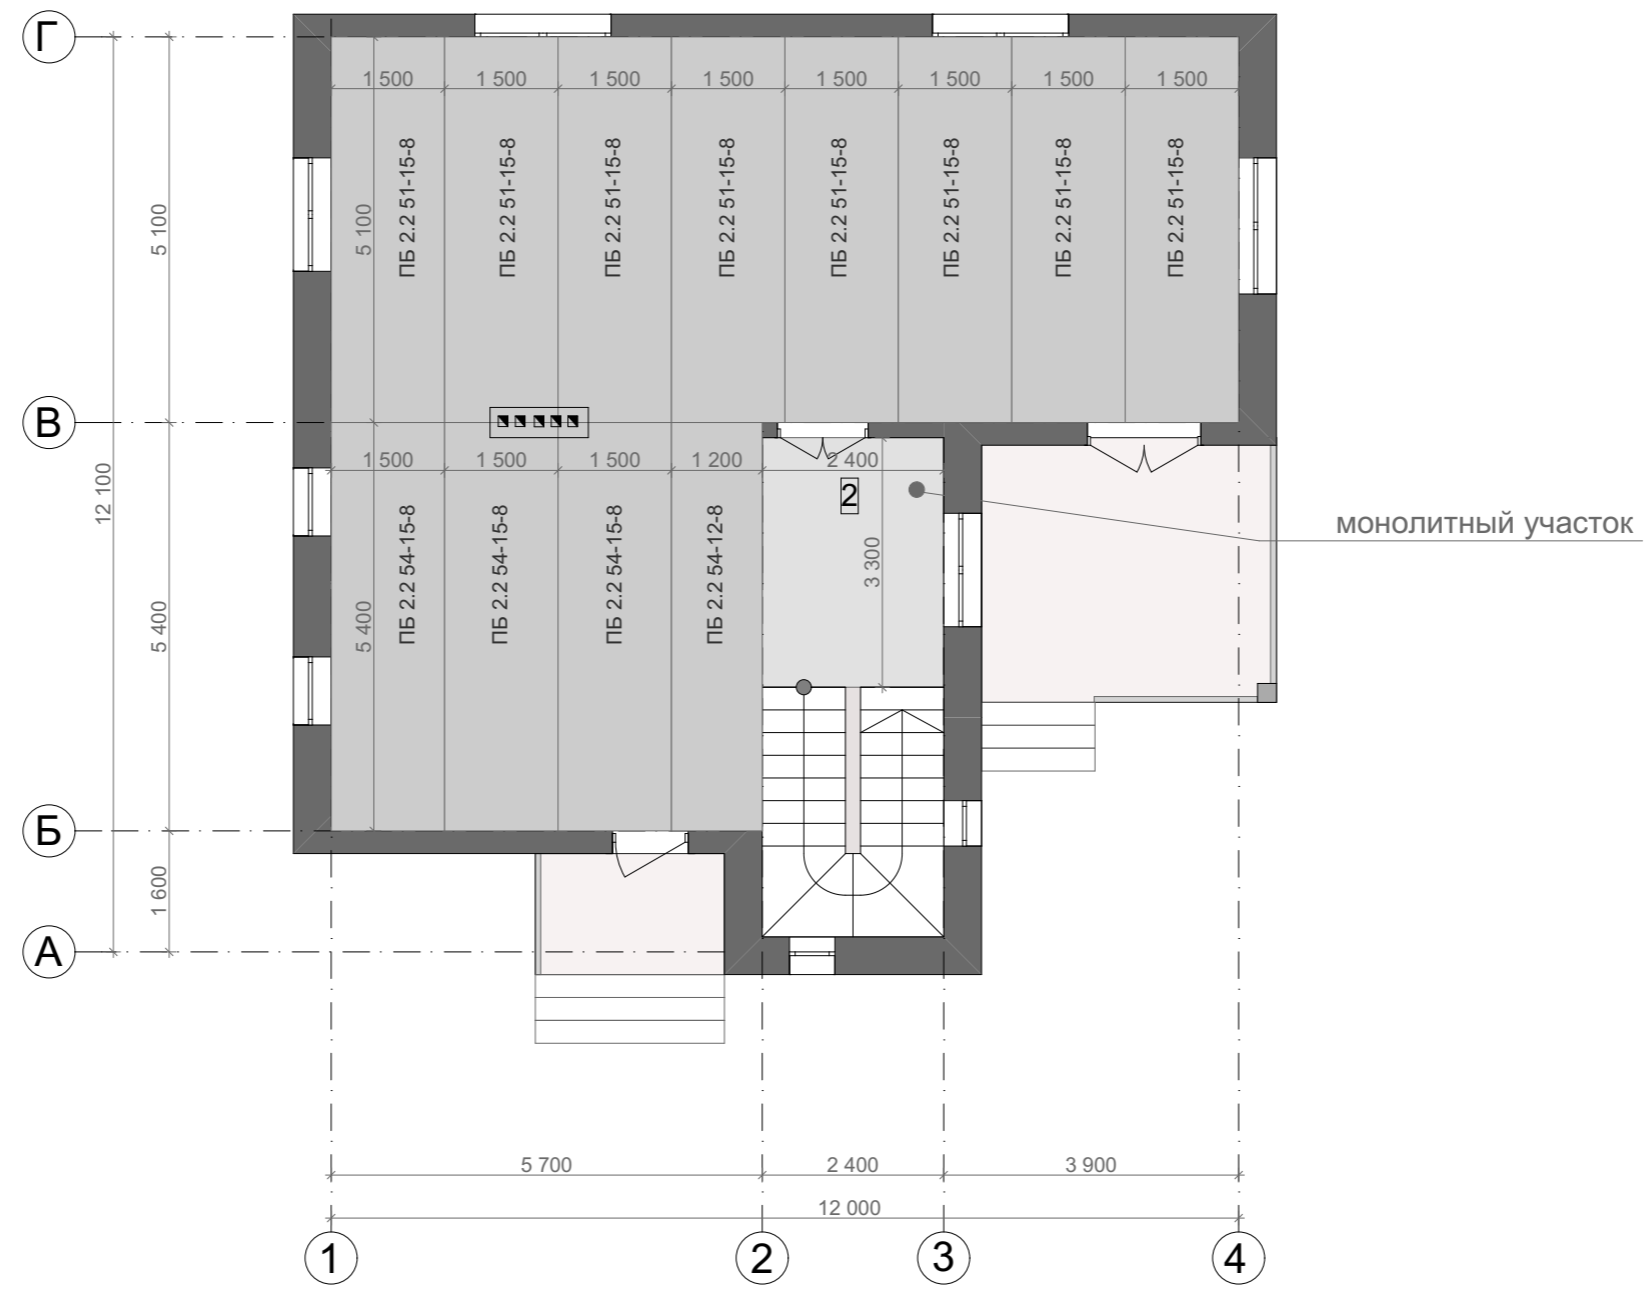 Г
1 500 1 500 1 500 1 500 1 500 1 500 1 500 1 500
ПБ 2.2 51-15-8
ПБ 2.2 51-15-8
ПБ 2.2 51-15-8
ПБ 2.2 51-15-8
ПБ 2.2 51-15-8
ПБ 2.2 51-15-8
ПБ 2.2 51-15-8
ПБ 2.2 51-15-8
5 100
5 100
В
1 500 1 500 1 500 1 200 2 400
12 100
2
монолитный участок
ПБ 2.2 54-15-8
ПБ 2.2 54-15-8
ПБ 2.2 54-15-8
ПБ 2.2 54-12-8
3 300
5 400
5 400
Б
1 600
А
5 700 2 400 3 900
12 000
1 2 3 4